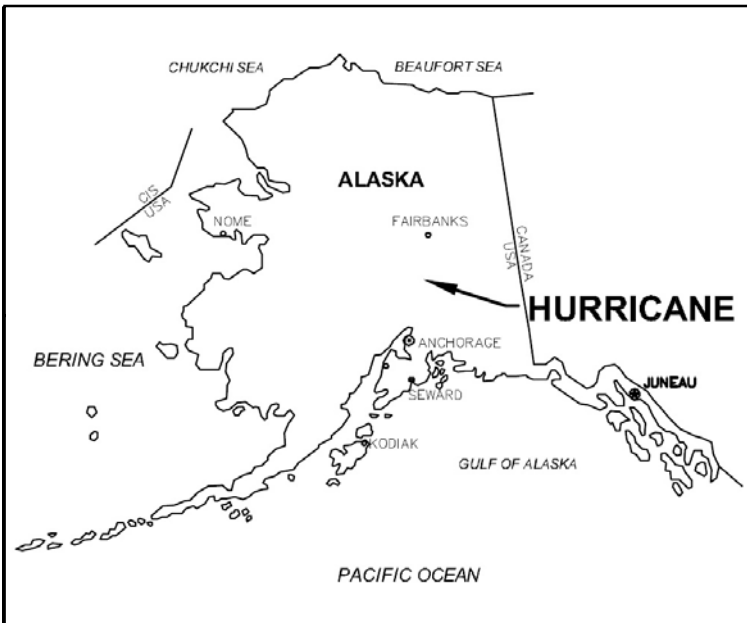 CHUKCHI SEA
BEAUFORT SEA
ALASKA
CIS
USA
NOME
FAIRBANKS
CANADA
USA
HURRICANE
ANCHORAGE
BERING SEA
SEWARD
JUNEAU
KODIAK
GULF OF ALASKA
PACIFIC OCEAN